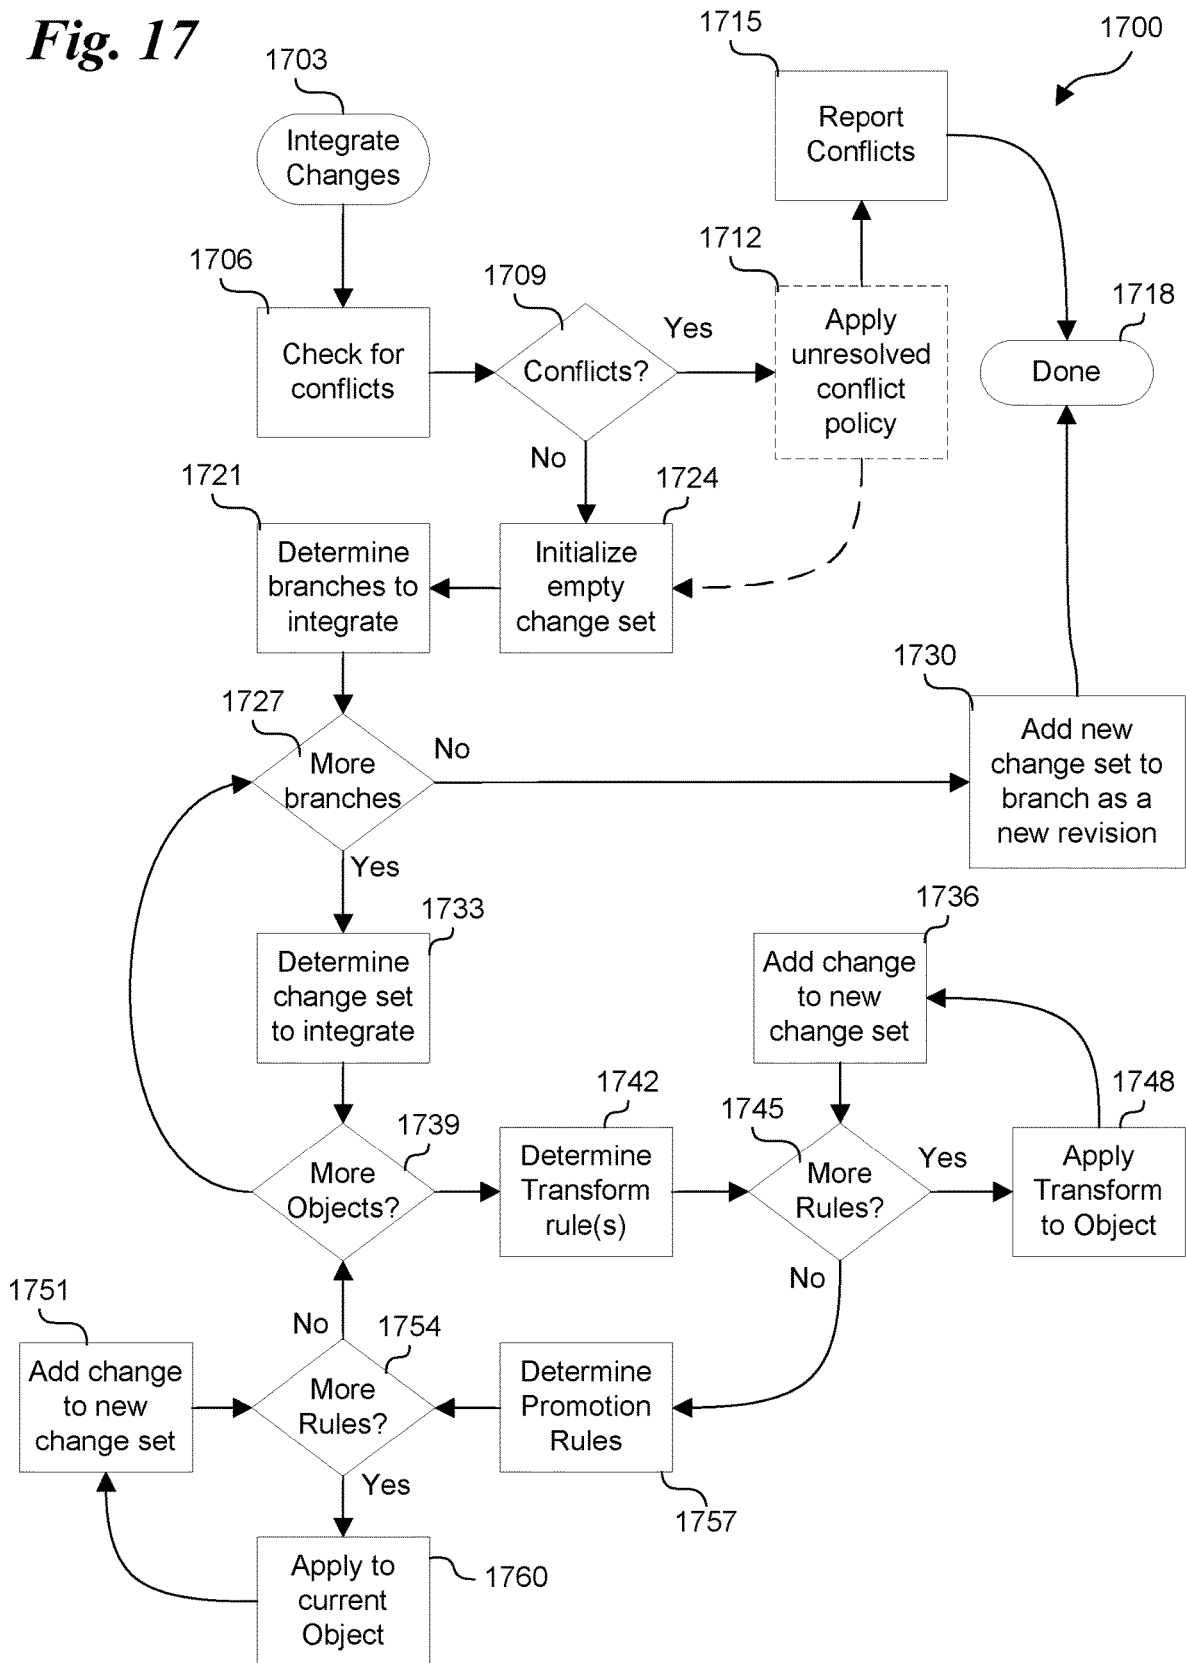 Fig. 17
1715
1700
1703
Integrate
Changes
Report
Conflicts
1706
1709
1712
1718
Check for
conflicts
Conflicts?
Yes
No
Apply
unresolved
conflict
policy
Done
1721
1724
Determine
branches to
integrate
Initialize
empty
change set
1727
More
branches
No
Yes
1730
Add new
change set to
branch as a
new revision
1733
Determine
change set
to integrate
1736
Add change
to new
change set
1739
More
Objects?
1742
Determine
Transform
rule(s)
1745
More
Rules?
Yes
No
1748
Apply
Transform
to Object
1751
Add change
to new
change set
No
1754
More
Rules?
Yes
Determine
Promotion
Rules
1757
Apply to
current
Object
1760